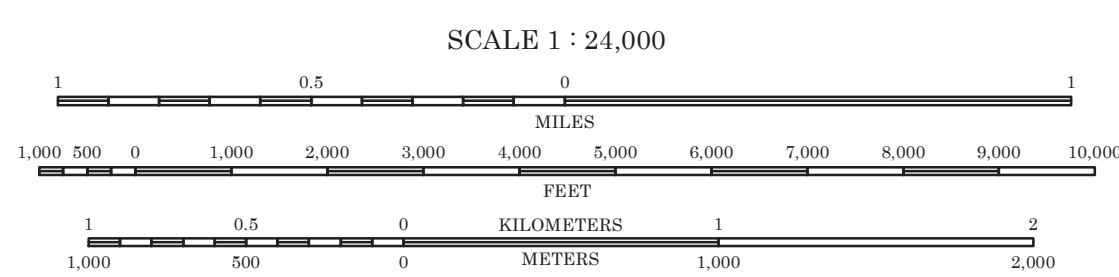 SCALE 1 : 24,000
1 0.5 0 1
MILES
1,000 500 0 1,000 2,000 3,000 4,000 5,000 6,000 7,000 8,000 9,000 10,000
FEET
1 0.5 0 KILOMETERS 1 2
1,000 500 0 METERS 1,000 2,000